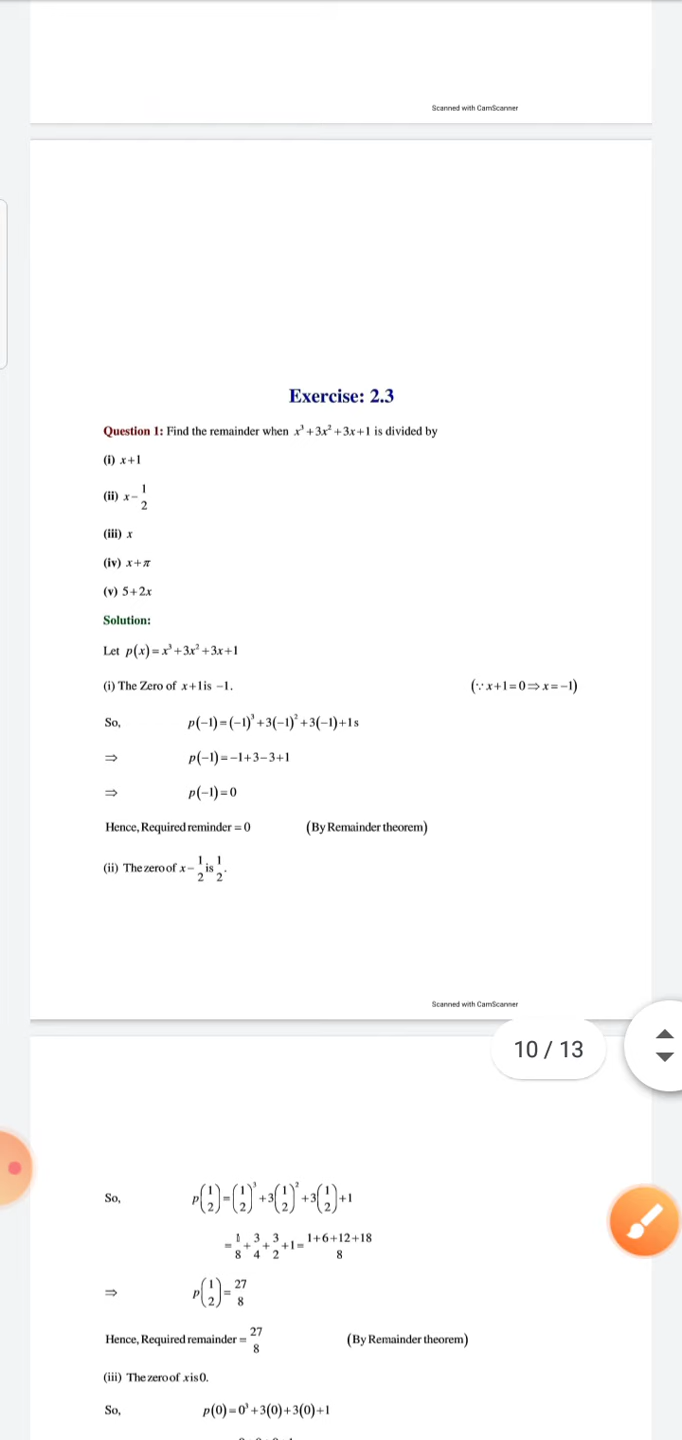 Scanned with CamScanner
Exercise: 2.3
Question 1: Find the remainder when x³+3x²+3x+1 is divided by
(i) x+1
(ii) x−1/2
(iii) x
(iv) x+π
(v) 5+2x
Solution:
Let p(x)=x³+3x²+3x+1
(i) The Zero of x+1is −1. (∵x+1=0⇒x=−1)
So, p(−1)=(−1)³+3(−1)²+3(−1)+1s
⇒ p(−1)=−1+3−3+1
⇒ p(−1)=0
Hence, Required reminder = 0 (By Remainder theorem)
(ii) The zero of x−1/2 is 1/2.
Scanned with CamScanner
10 / 13
So, p(1/2)=(1/2)³+3(1/2)²+3(1/2)+1
=1/8+3/4+3/2+1=1+6+12+18/8
⇒ p(1/2)=27/8
Hence, Required remainder = 27/8 (By Remainder theorem)
(iii) The zero of x is 0.
So, p(0)=0³+3(0)+3(0)+1